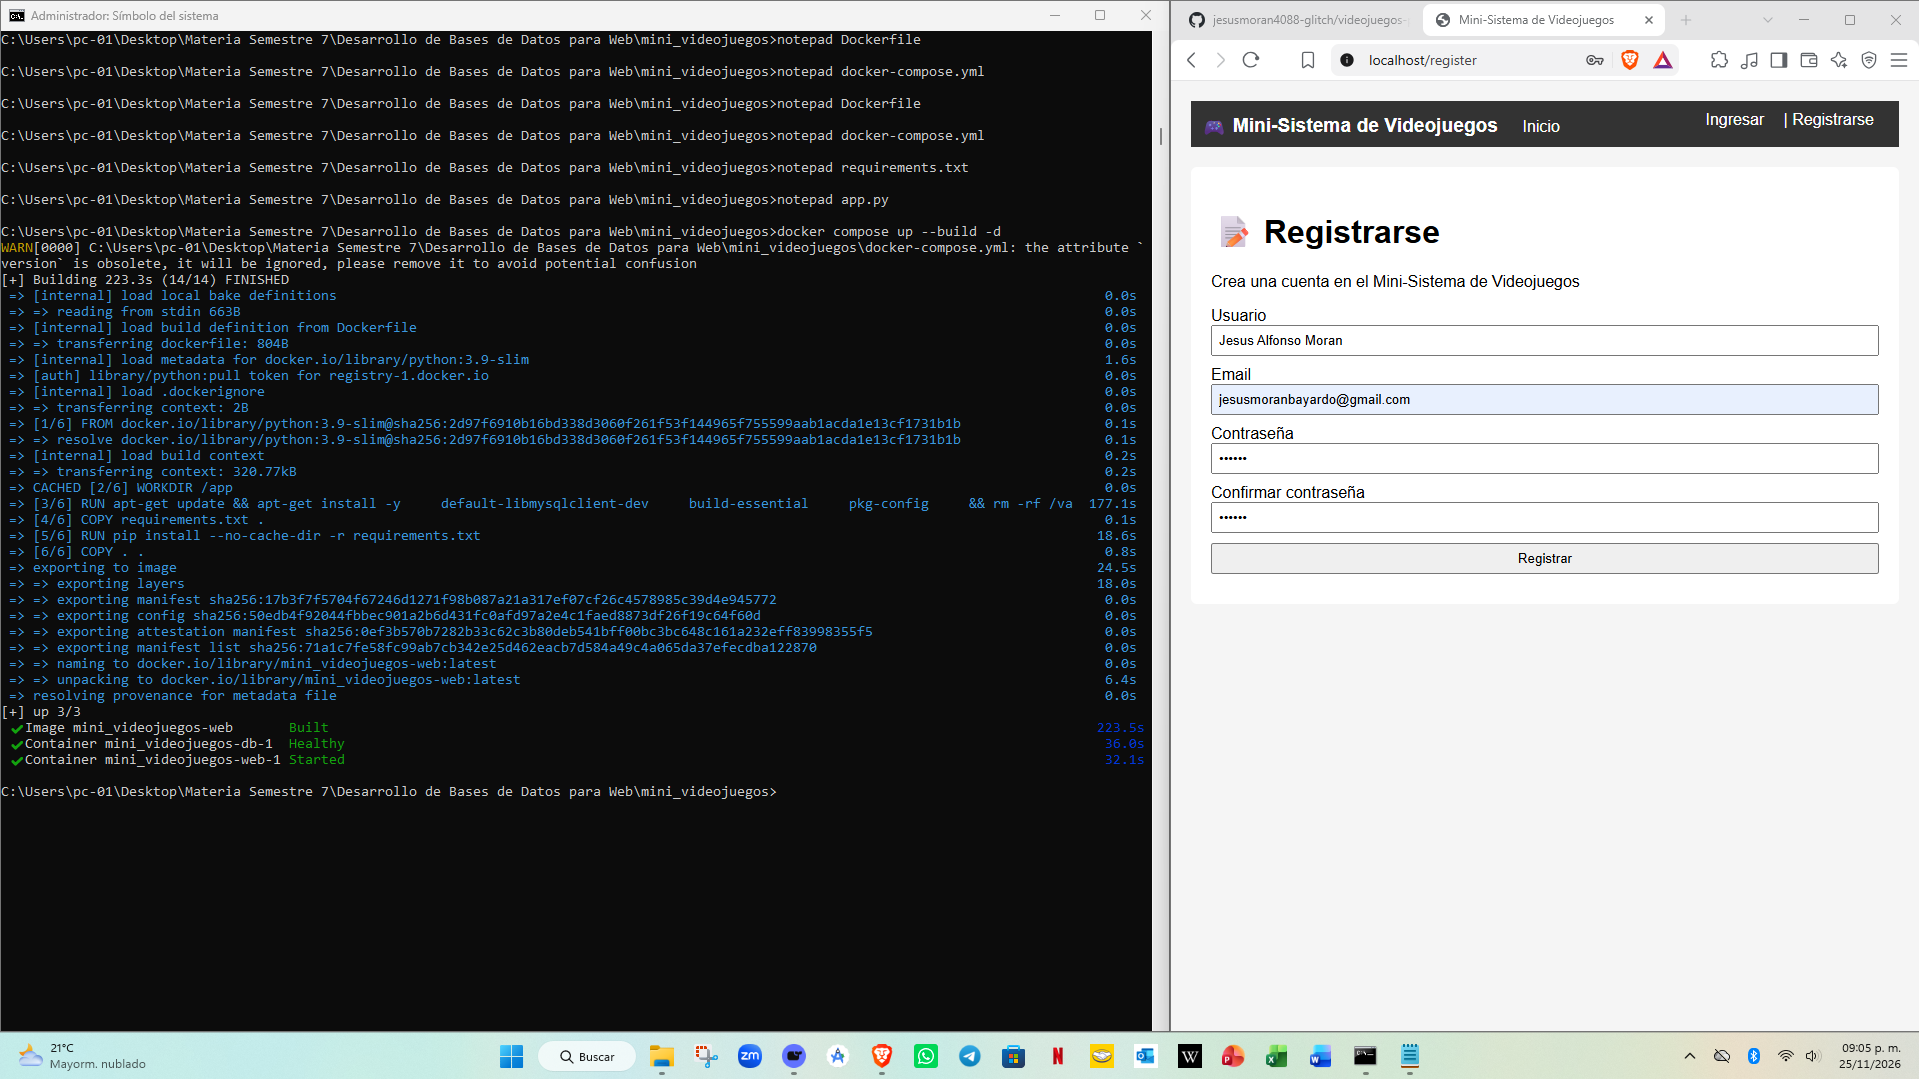 Administrador: Símbolo del sistema
C:\Users\pc-01\Desktop\Materia Semestre 7\Desarrollo de Bases de Datos para Web\mini_videojuegos>notepad Dockerfile
C:\Users\pc-01\Desktop\Materia Semestre 7\Desarrollo de Bases de Datos para Web\mini_videojuegos>notepad docker-compose.yml
C:\Users\pc-01\Desktop\Materia Semestre 7\Desarrollo de Bases de Datos para Web\mini_videojuegos>notepad Dockerfile
C:\Users\pc-01\Desktop\Materia Semestre 7\Desarrollo de Bases de Datos para Web\mini_videojuegos>notepad docker-compose.yml
C:\Users\pc-01\Desktop\Materia Semestre 7\Desarrollo de Bases de Datos para Web\mini_videojuegos>notepad requirements.txt
C:\Users\pc-01\Desktop\Materia Semestre 7\Desarrollo de Bases de Datos para Web\mini_videojuegos>notepad app.py
C:\Users\pc-01\Desktop\Materia Semestre 7\Desarrollo de Bases de Datos para Web\mini_videojuegos>docker compose up --build -d
WARN[0000] C:\Users\pc-01\Desktop\Materia Semestre 7\Desarrollo de Bases de Datos para Web\mini_videojuegos\docker-compose.yml: the attribute `
version` is obsolete, it will be ignored, please remove it to avoid potential confusion
[+] Building 223.3s (14/14) FINISHED
=> [internal] load local bake definitions 0.0s
=> => reading from stdin 663B 0.0s
=> [internal] load build definition from Dockerfile 0.0s
=> => transferring dockerfile: 804B 0.0s
=> [internal] load metadata for docker.io/library/python:3.9-slim 1.6s
=> [auth] library/python:pull token for registry-1.docker.io 0.0s
=> [internal] load .dockerignore 0.0s
=> => transferring context: 2B 0.0s
=> [1/6] FROM docker.io/library/python:3.9-slim@sha256:2d97f6910b16bd338d3060f261f53f144965f755599aab1acda1e13cf1731b1b 0.1s
=> => resolve docker.io/library/python:3.9-slim@sha256:2d97f6910b16bd338d3060f261f53f144965f755599aab1acda1e13cf1731b1b 0.1s
=> [internal] load build context 0.2s
=> => transferring context: 320.77kB 0.2s
=> CACHED [2/6] WORKDIR /app 0.0s
=> [3/6] RUN apt-get update && apt-get install -y default-libmysqlclient-dev build-essential pkg-config && rm -rf /va 177.1s
=> [4/6] COPY requirements.txt . 0.1s
=> [5/6] RUN pip install --no-cache-dir -r requirements.txt 18.6s
=> [6/6] COPY . . 0.8s
=> exporting to image 24.5s
=> => exporting layers 18.0s
=> => exporting manifest sha256:17b3f7f5704f67246d1271f98b087a21a317ef07cf26c4578985c39d4e945772 0.0s
=> => exporting config sha256:50edb4f92044fbbec901a2b6d431fc0afd97a2e4c1faed8873df26f19c64f60d 0.0s
=> => exporting attestation manifest sha256:0ef3b570b7282b33c62c3b80deb541bff00bc3bc648c161a232eff83998355f5 0.0s
=> => exporting manifest list sha256:71a1c7fe58fc99ab7cb342e25d462eacb7d584a49c4a065da37efecdba122870 0.0s
=> => naming to docker.io/library/mini_videojuegos-web:latest 0.0s
=> => unpacking to docker.io/library/mini_videojuegos-web:latest 6.4s
=> resolving provenance for metadata file 0.0s
[+] up 3/3
✔Image mini_videojuegos-web Built 223.5s
✔Container mini_videojuegos-db-1 Healthy 36.0s
✔Container mini_videojuegos-web-1 Started 32.1s
C:\Users\pc-01\Desktop\Materia Semestre 7\Desarrollo de Bases de Datos para Web\mini_videojuegos>
jesusmoran4088-glitch/videojuegos-
Mini-Sistema de Videojuegos
localhost/register
Mini-Sistema de Videojuegos Inicio Ingresar | Registrarse
Registrarse
Crea una cuenta en el Mini-Sistema de Videojuegos
Usuario
Jesus Alfonso Moran
Email
jesusmoranbayardo@gmail.com
Contraseña
••••••
Confirmar contraseña
••••••
Registrar
21°C
Mayorm. nublado
Buscar
zm
N
W
09:05 p. m.
25/11/2026